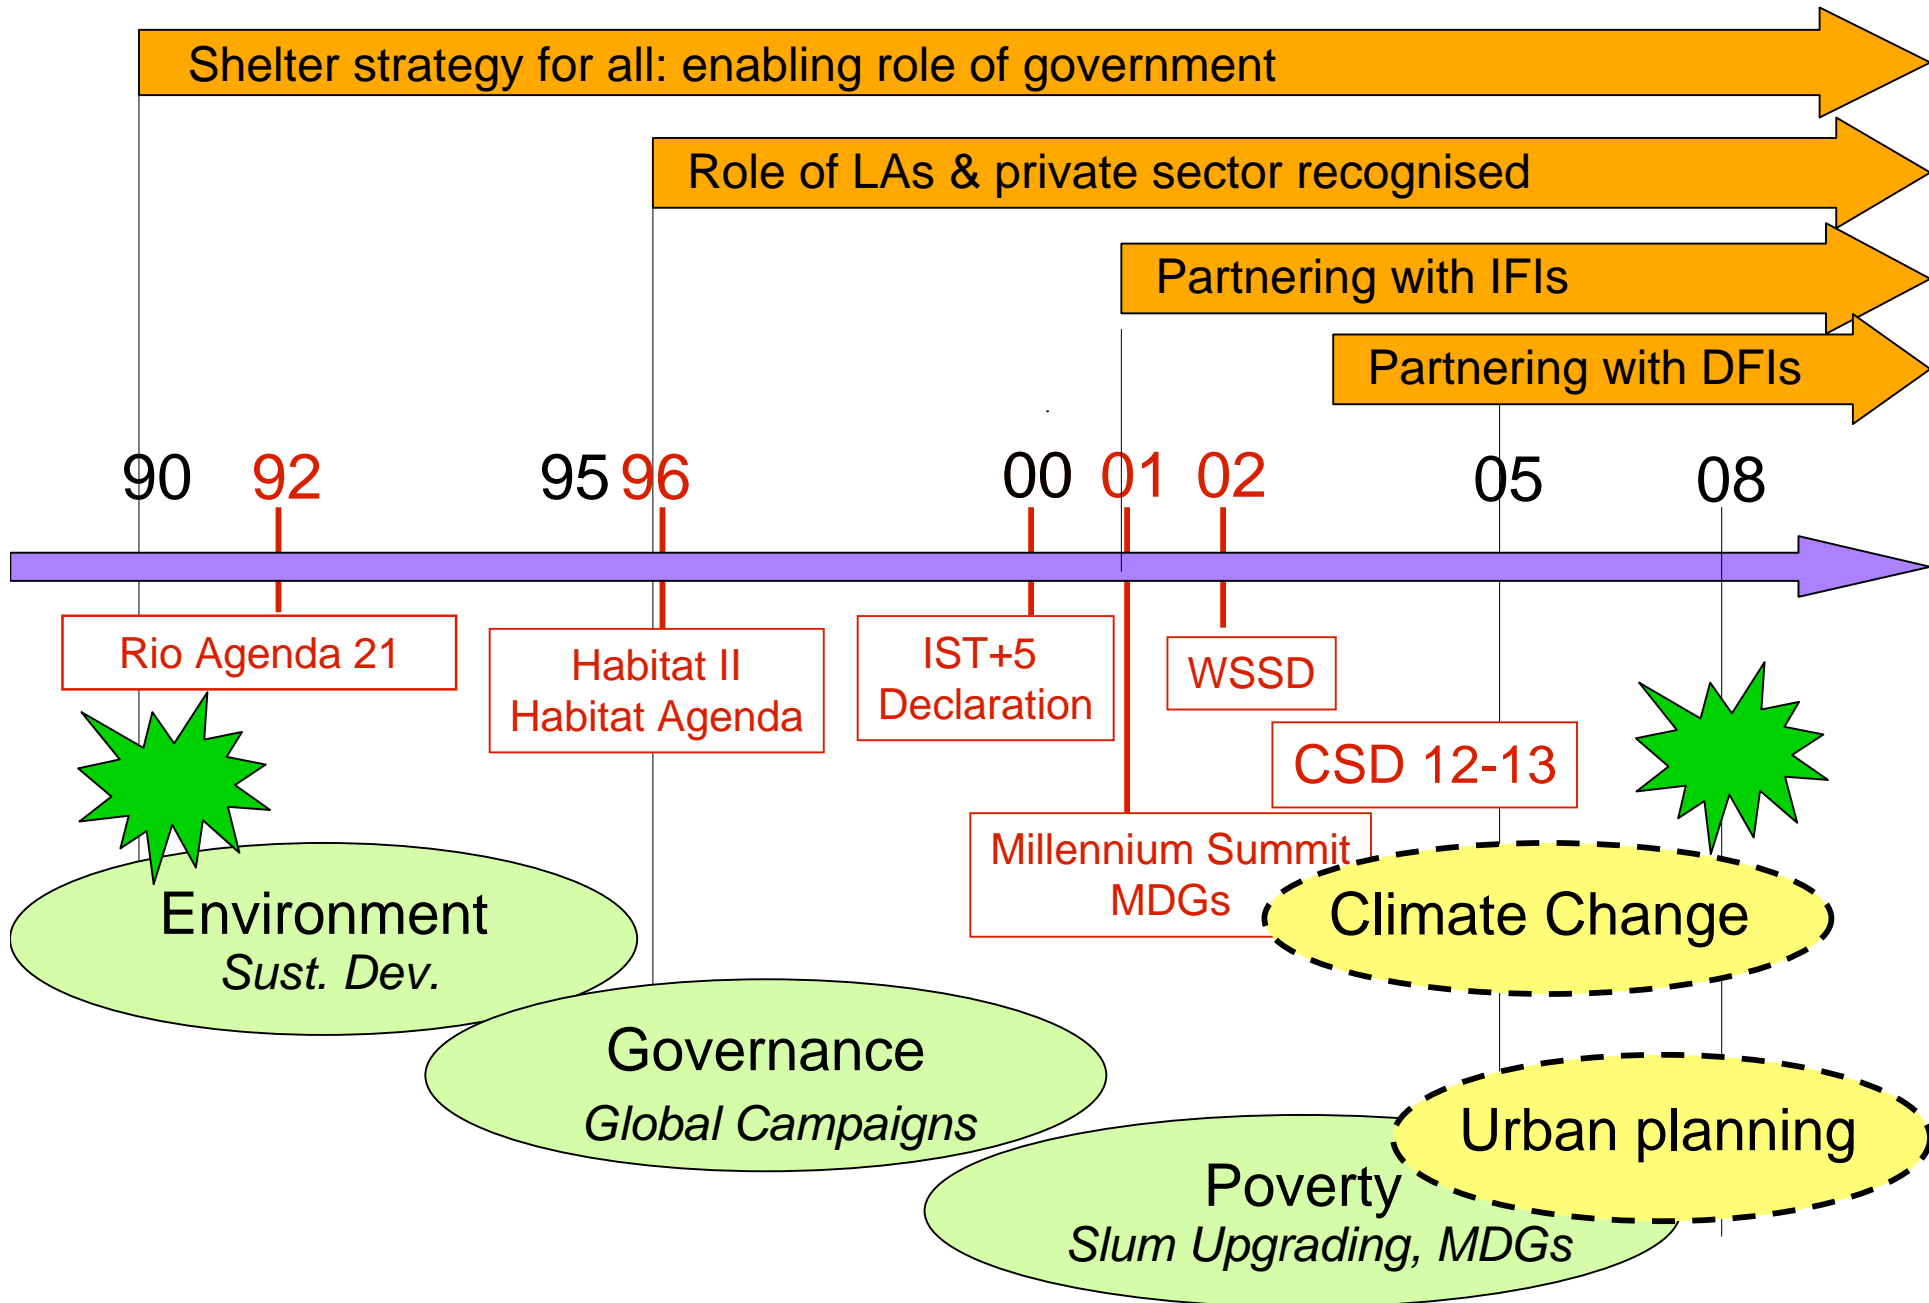 Shelter strategy for all: enabling role of government
Role of LAs & private sector recognised
Partnering with IFIs
Partnering with DFIs
90 92 95 96 00 01 02 05 08
Rio Agenda 21
Habitat II
Habitat Agenda
IST+5
Declaration
WSSD
CSD 12-13
Millennium Summit
MDGs
Environment
Sust. Dev.
Climate Change
Governance
Global Campaigns
Urban planning
Poverty
Slum Upgrading, MDGs